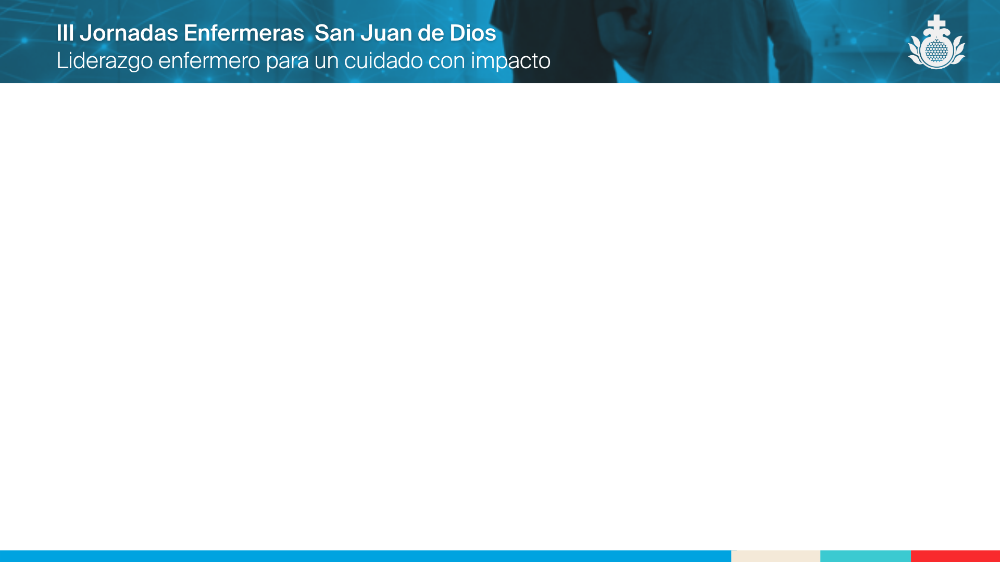 III Jornadas Enfermeras  San Juan de Dios
Liderazgo enfermero para un cuidado con impacto